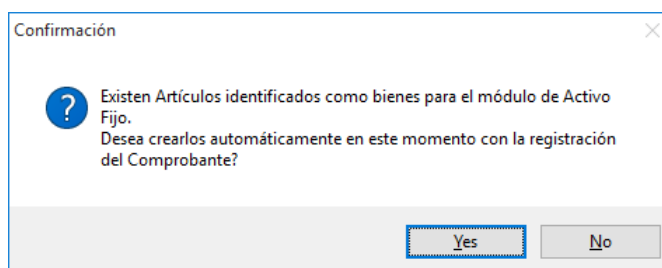 Confirmación
Existen Artículos identificados como bienes para el módulo de Activo
Fijo.
Desea crearlos automáticamente en este momento con la registración
del Comprobante?
Yes
No